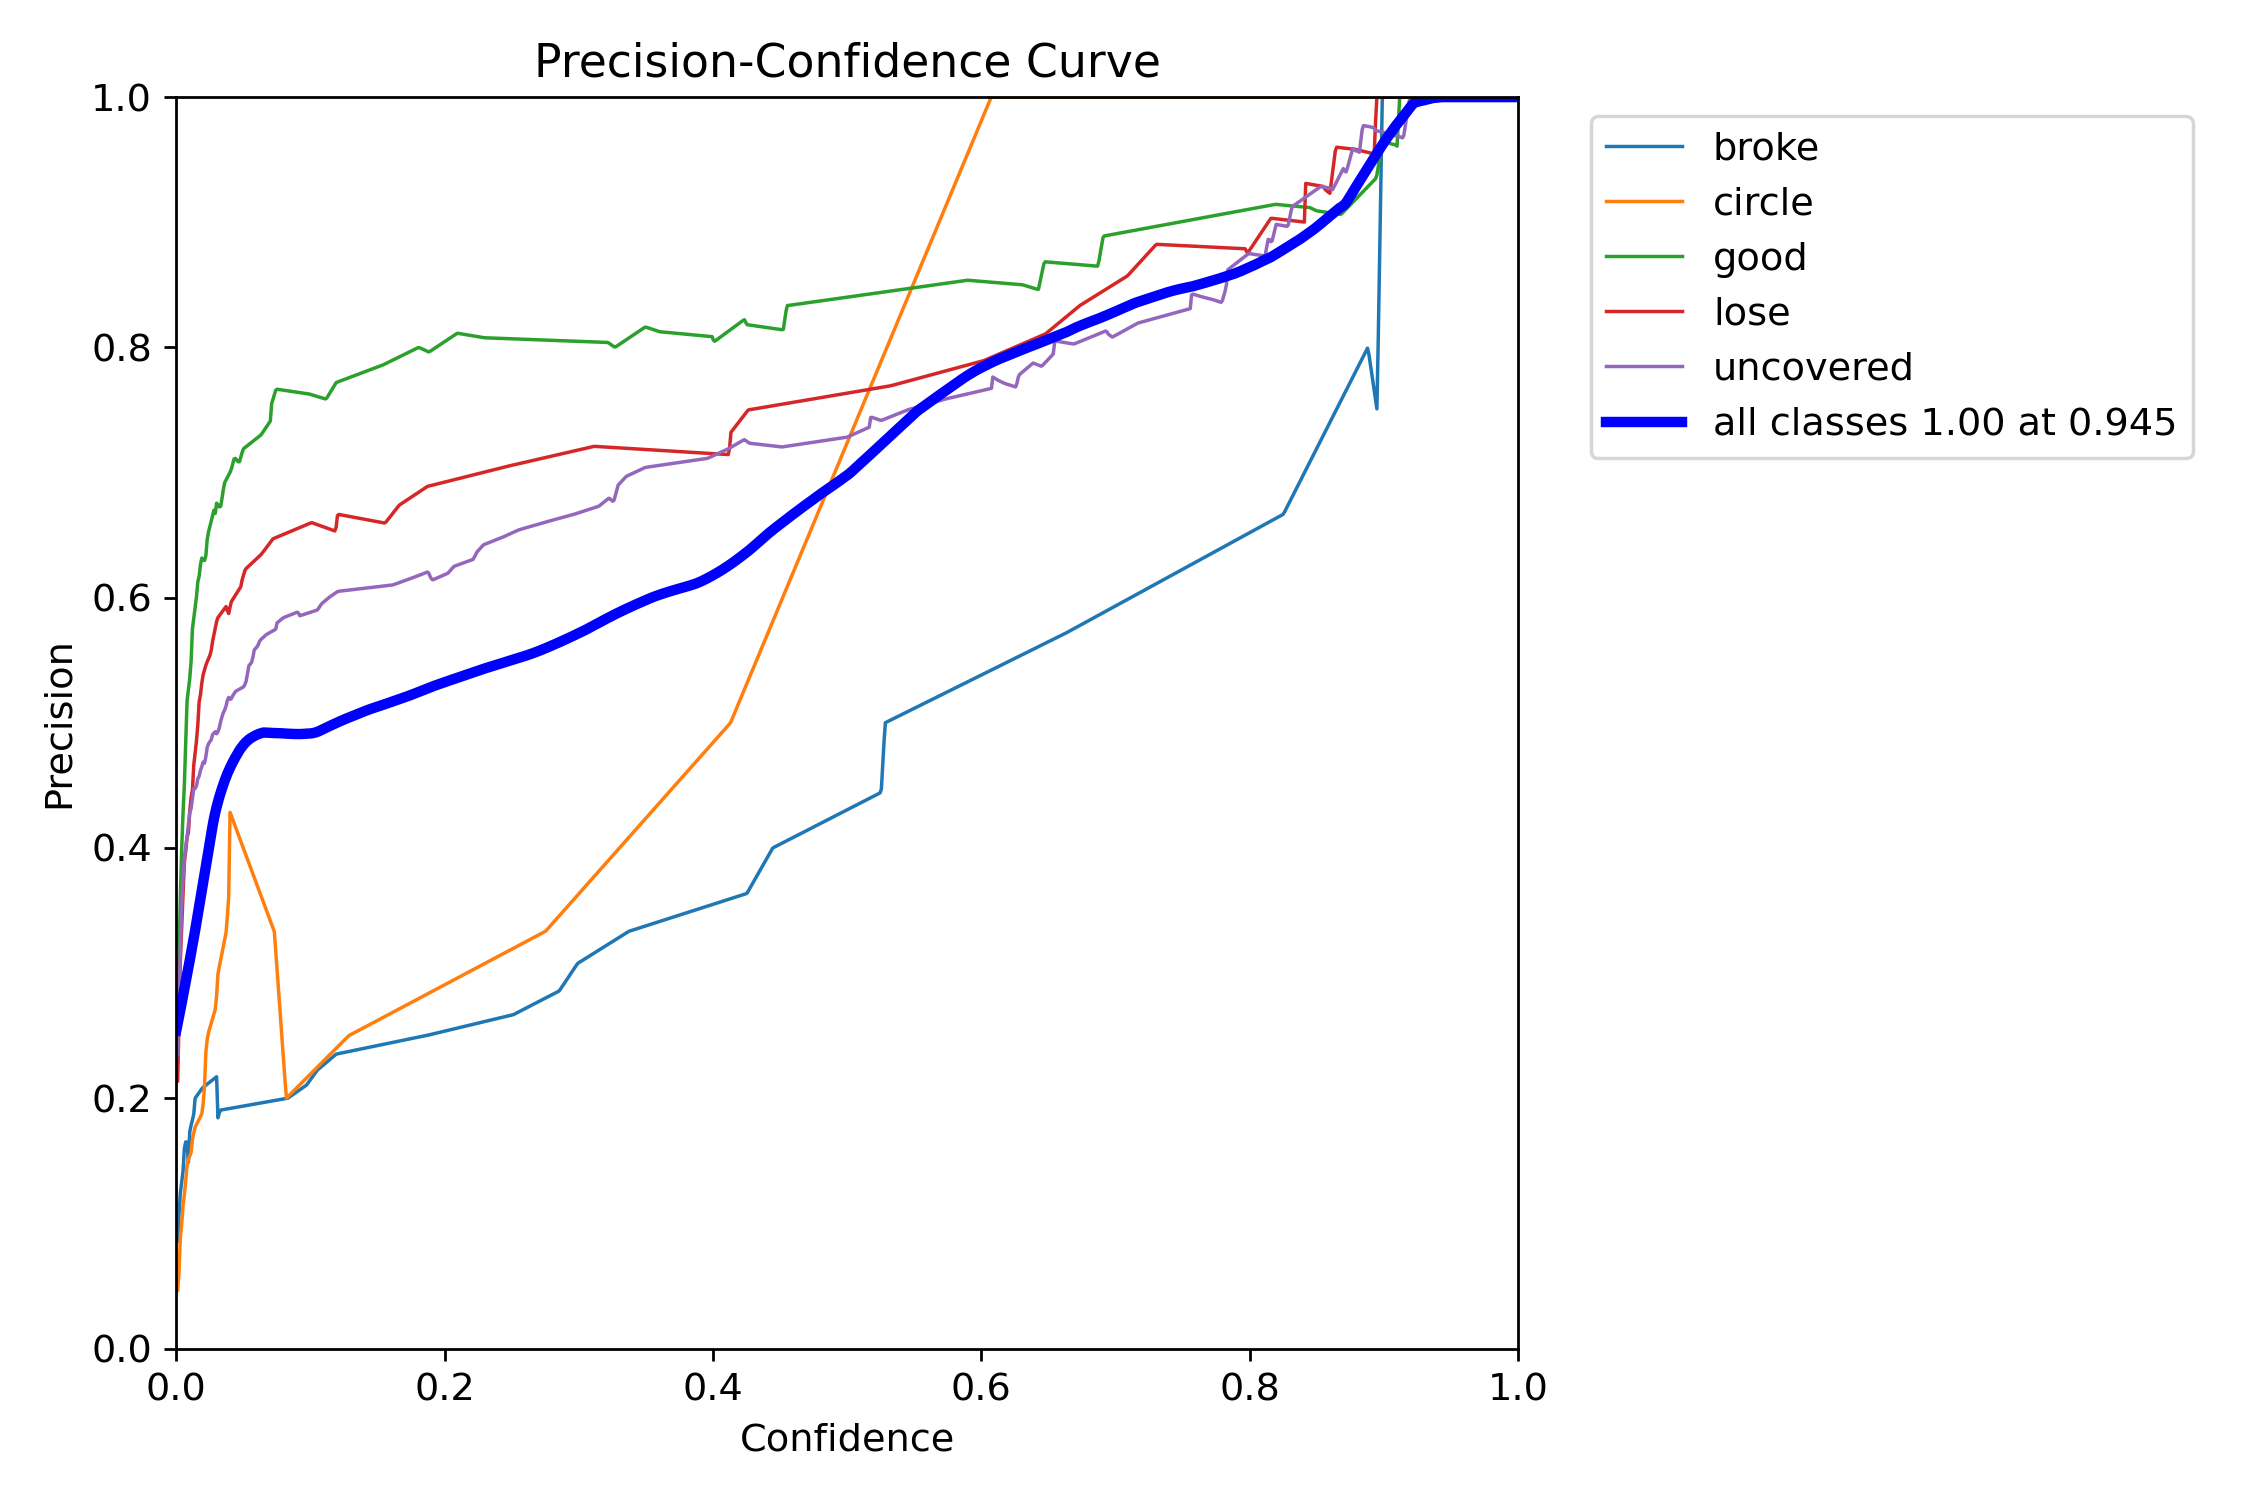 Precision-Confidence Curve
1.0
0.8
0.6
0.4
0.2
0.0
Precision
0.0 0.2 0.4 0.6 0.8 1.0
Confidence
broke
circle
good
lose
uncovered
all classes 1.00 at 0.945